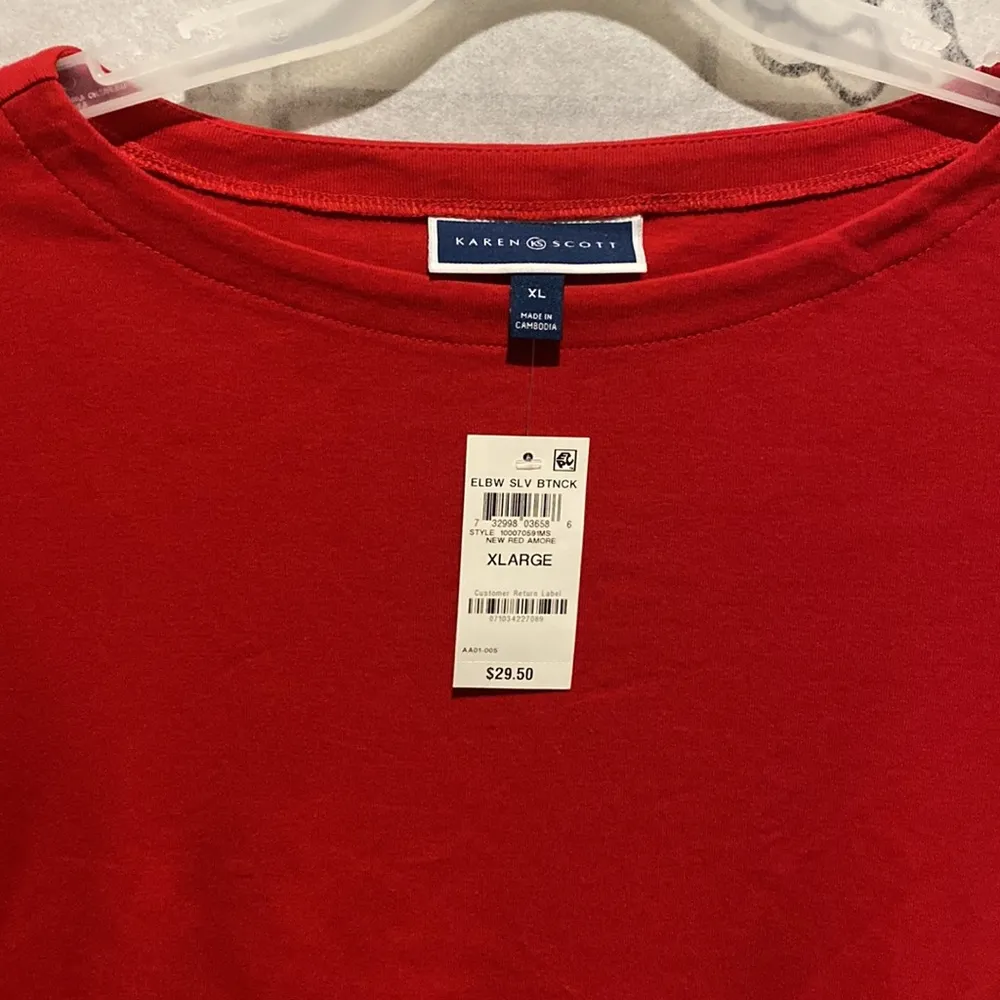 KAREN KS SCOTT
XL
MADE IN
CAMBODIA
ELBW SLV BTNCK
7 32998 03658 6
STYLE 100070591MS
NEW RED AMORE
XLARGE
Customer Return Label
071034227089
AA01-005
$29.50